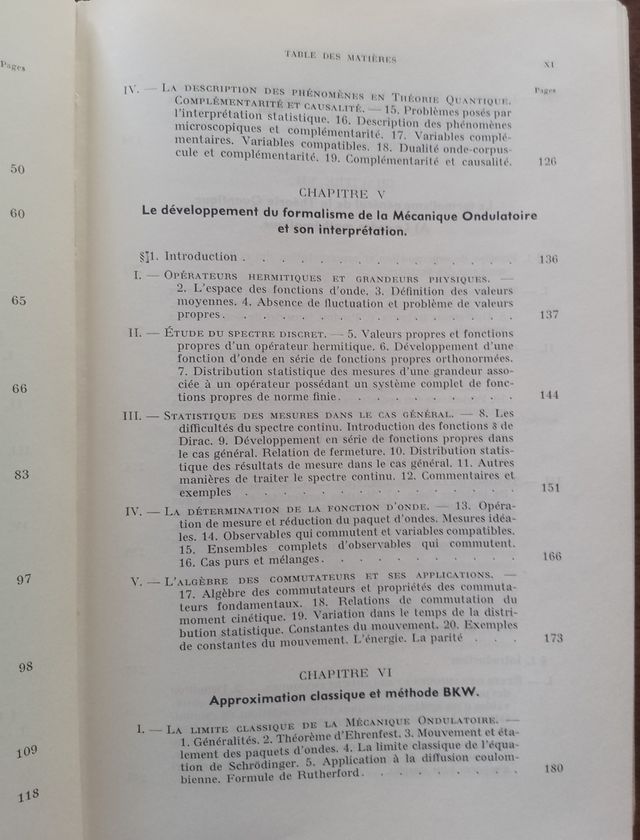 Pages
50
60
65
66
83
97
98
109
118
TABLE DES MATIÈRES XI
Pages
IV. — La description des phénomènes en Théorie Quantique.
Complémentarité et causalité. — 15. Problèmes posés par
l'interprétation statistique. 16. Description des phénomènes
microscopiques et complémentarité. 17. Variables complé-
mentaires. Variables compatibles. 18. Dualité onde-corpus-
cule et complémentarité. 19. Complémentarité et causalité. 126
CHAPITRE V
Le développement du formalisme de la Mécanique Ondulatoire
et son interprétation.
§ 1. Introduction . . . . . . . . . . . . . . 136
I. — Opérateurs hermitiques et grandeurs physiques. —
2. L'espace des fonctions d'onde. 3. Définition des valeurs
moyennes. 4. Absence de fluctuation et problème de valeurs
propres . . . . . . . . . . . . . . 137
II. — Étude du spectre discret. — 5. Valeurs propres et fonctions
propres d'un opérateur hermitique. 6. Développement d'une
fonction d'onde en série de fonctions propres orthonormées.
7. Distribution statistique des mesures d'une grandeur asso-
ciée à un opérateur possédant un système complet de fonc-
tions propres de norme finie. . . . . . . . . 144
III. — Statistique des mesures dans le cas général. — 8. Les
difficultés du spectre continu. Introduction des fonctions δ de
Dirac. 9. Développement en série de fonctions propres dans
le cas général. Relation de fermeture. 10. Distribution statis-
tique des résultats de mesure dans le cas général. 11. Autres
manières de traiter le spectre continu. 12. Commentaires et
exemples . . . . . . . . . . . . . 151
IV. — La détermination de la fonction d'onde. — 13. Opéra-
tion de mesure et réduction du paquet d'ondes. Mesures idéa-
les. 14. Observables qui commutent et variables compatibles.
15. Ensembles complets d'observables qui commutent.
16. Cas purs et mélanges . . . . . . . . . . 166
V. — L'algèbre des commutateurs et ses applications. —
17. Algèbre des commutateurs et propriétés des commuta-
teurs fondamentaux. 18. Relations de commutation du
moment cinétique. 19. Variation dans le temps de la distri-
bution statistique. Constantes du mouvement. 20. Exemples
de constantes du mouvement. L'énergie. La parité . . . 173
CHAPITRE VI
Approximation classique et méthode BKW.
I. — La limite classique de la Mécanique Ondulatoire. —
1. Généralités. 2. Théorème d'Ehrenfest. 3. Mouvement et éta-
lement des paquets d'ondes. 4. La limite classique de l'équa-
tion de Schrödinger. 5. Application à la diffusion coulom-
bienne. Formule de Rutherford . . . . . . . . 180